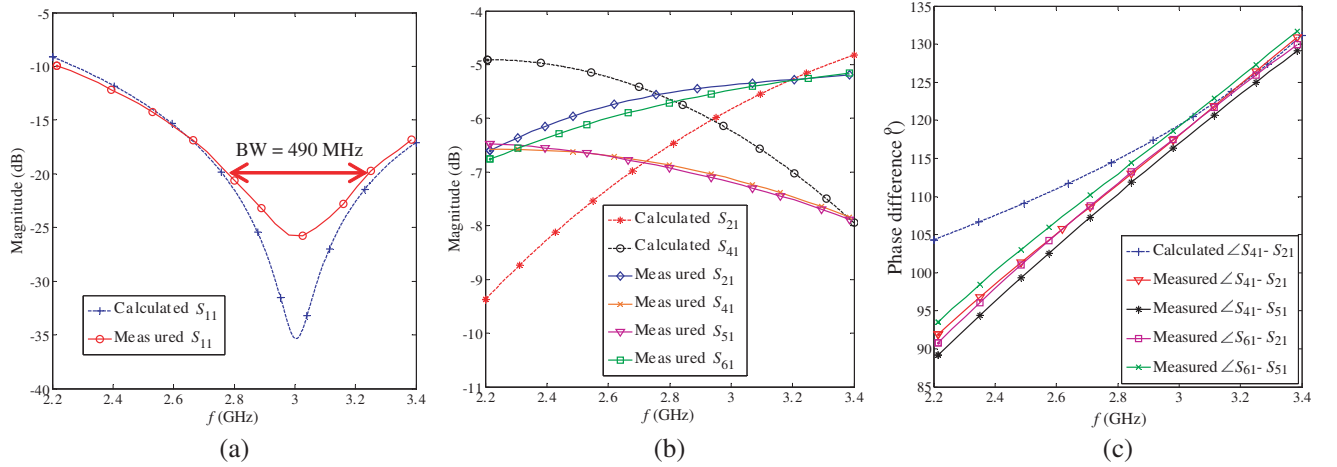 -5
-10
-15
-20
-25
-30
-35
-40
Magnitude (dB)
BW = 490 MHz
Calculated S11
Meas ured S11
2.2 2.4 2.6 2.8 3 3.2 3.4
f (GHz)
(a)
-4
-5
-6
-7
-8
-9
-10
-11
Magnitude (dB)
Calculated S21
Calculated S41
Meas ured S21
Meas ured S41
Meas ured S51
Meas ured S61
2.2 2.4 2.6 2.8 3 3.2 3.4
f (GHz)
(b)
135
130
125
120
115
110
105
100
95
90
85
Phase difference (º)
Calculated ∠S41- S21
Measured ∠S41- S21
Measured ∠S41- S51
Measured ∠S61- S21
Measured ∠S61- S51
2.2 2.4 2.6 2.8 3 3.2 3.4
f (GHz)
(c)